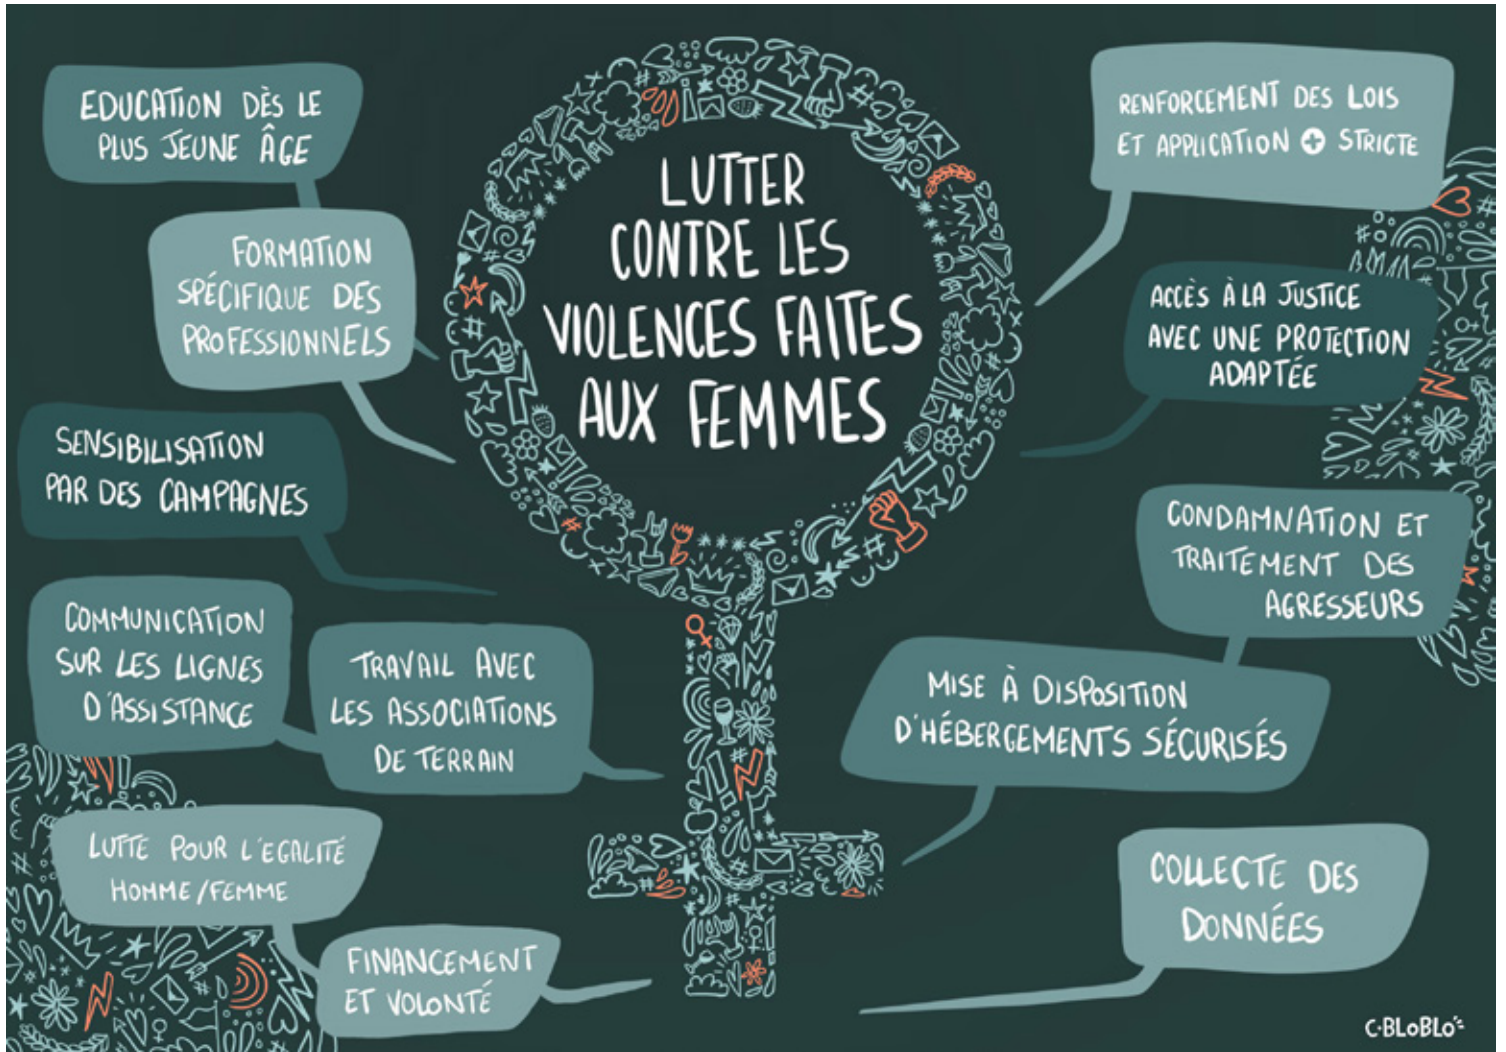 LUTTER
CONTRE LES
VIOLENCES FAITES
AUX FEMMES
EDUCATION DÈS LE
PLUS JEUNE ÂGE
FORMATION
SPÉCIFIQUE DES
PROFESSIONNELS
SENSIBILISATION
PAR DES CAMPAGNES
COMMUNICATION
SUR LES LIGNES
D'ASSISTANCE
TRAVAIL AVEC
LES ASSOCIATIONS
DE TERRAIN
LUTTE POUR L'EGALITÉ
HOMME/FEMME
FINANCEMENT
ET VOLONTÉ
RENFORCEMENT DES LOIS
ET APPLICATION + STRICTE
ACCÈS À LA JUSTICE
AVEC UNE PROTECTION
ADAPTÉE
CONDAMNATION ET
TRAITEMENT DES
AGRESSEURS
MISE À DISPOSITION
D'HÉBERGEMENTS SÉCURISÉS
COLLECTE DES
DONNÉES
C·BLOBLO